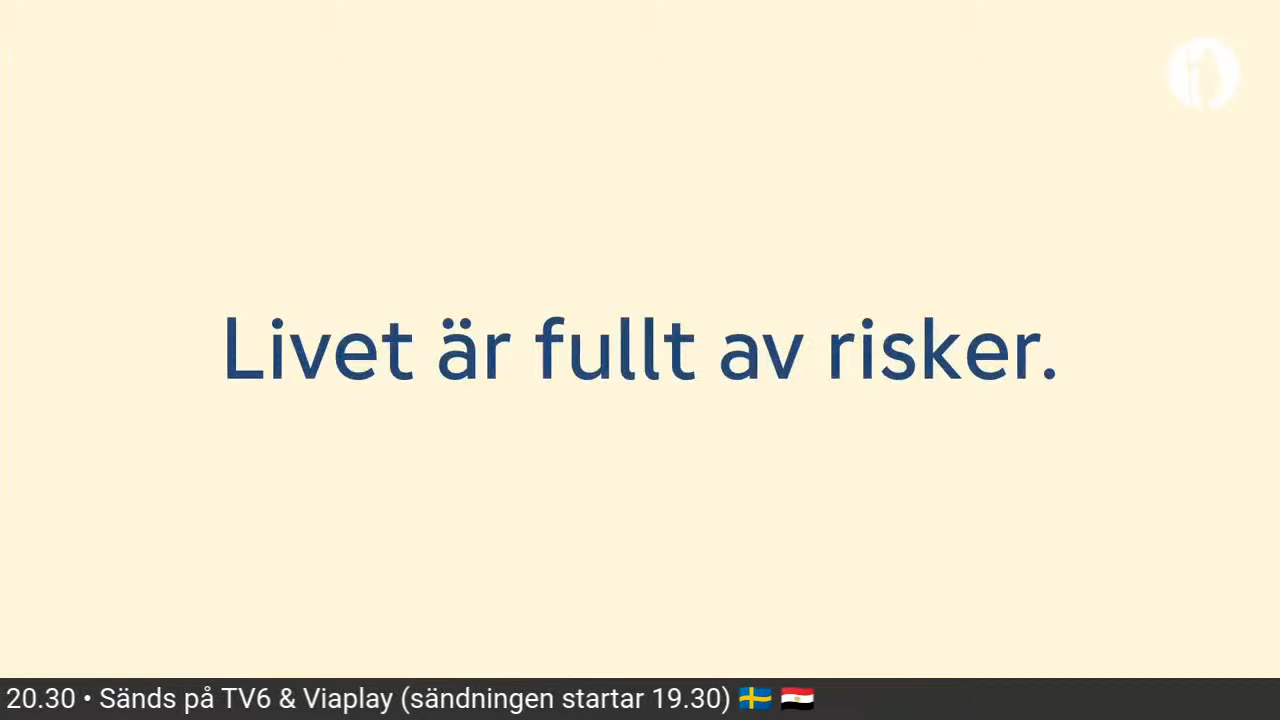 Livet är fullt av risker.
20.30 • Sänds på TV6 & Viaplay (sändningen startar 19.30) 🇸🇪 🇪🇬